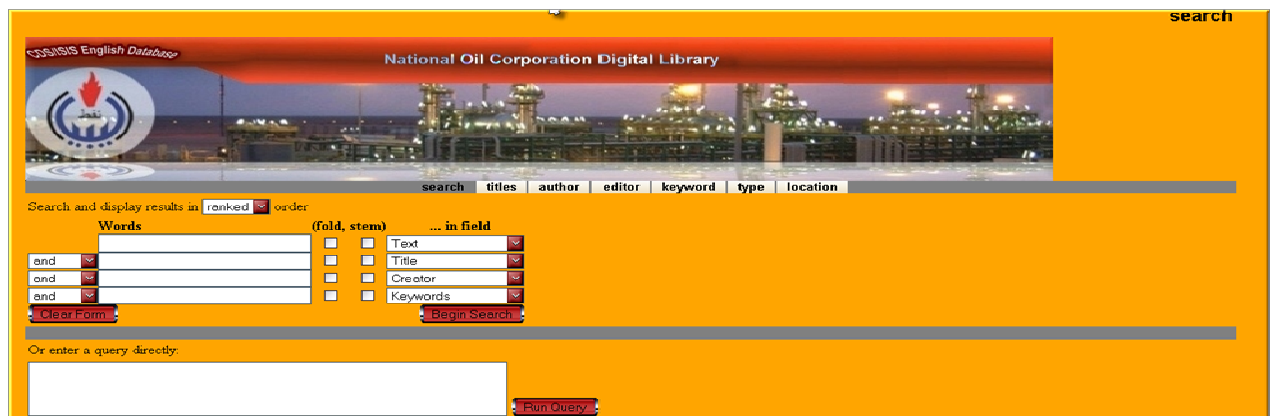 search
CDS/ISIS English Database
National Oil Corporation Digital Library
search titles author editor keyword type location
Search and display results in ranked order
Words (fold, stem) ... in field
Text
and Title
and Creator
and Keywords
Clear Form Begin Search
Or enter a query directly:
Run Query